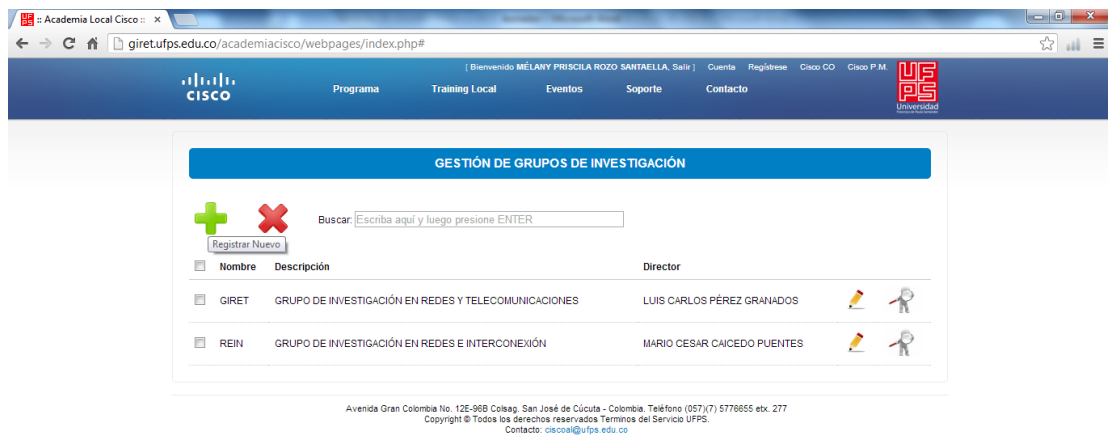 :: Academia Local Cisco ::
giret.ufps.edu.co/academiacisco/webpages/index.php#
[ Bienvenido MÉLANY PRISCILA ROZO SANTAELLA, Salir ] Cuenta Regístrese Cisco CO Cisco P.M.
CISCO Programa Training Local Eventos Soporte Contacto
UFPS
Universidad
GESTIÓN DE GRUPOS DE INVESTIGACIÓN
Buscar: Escriba aquí y luego presione ENTER
Registrar Nuevo
Nombre Descripción Director
GIRET GRUPO DE INVESTIGACIÓN EN REDES Y TELECOMUNICACIONES LUIS CARLOS PÉREZ GRANADOS
REIN GRUPO DE INVESTIGACIÓN EN REDES E INTERCONEXIÓN MARIO CESAR CAICEDO PUENTES
Avenida Gran Colombia No. 12E-96B Colsag. San José de Cúcuta - Colombia. Teléfono (057)(7) 5776655 etx. 277
Copyright © Todos los derechos reservados Terminos del Servicio UFPS.
Contacto: ciscoal@ufps.edu.co